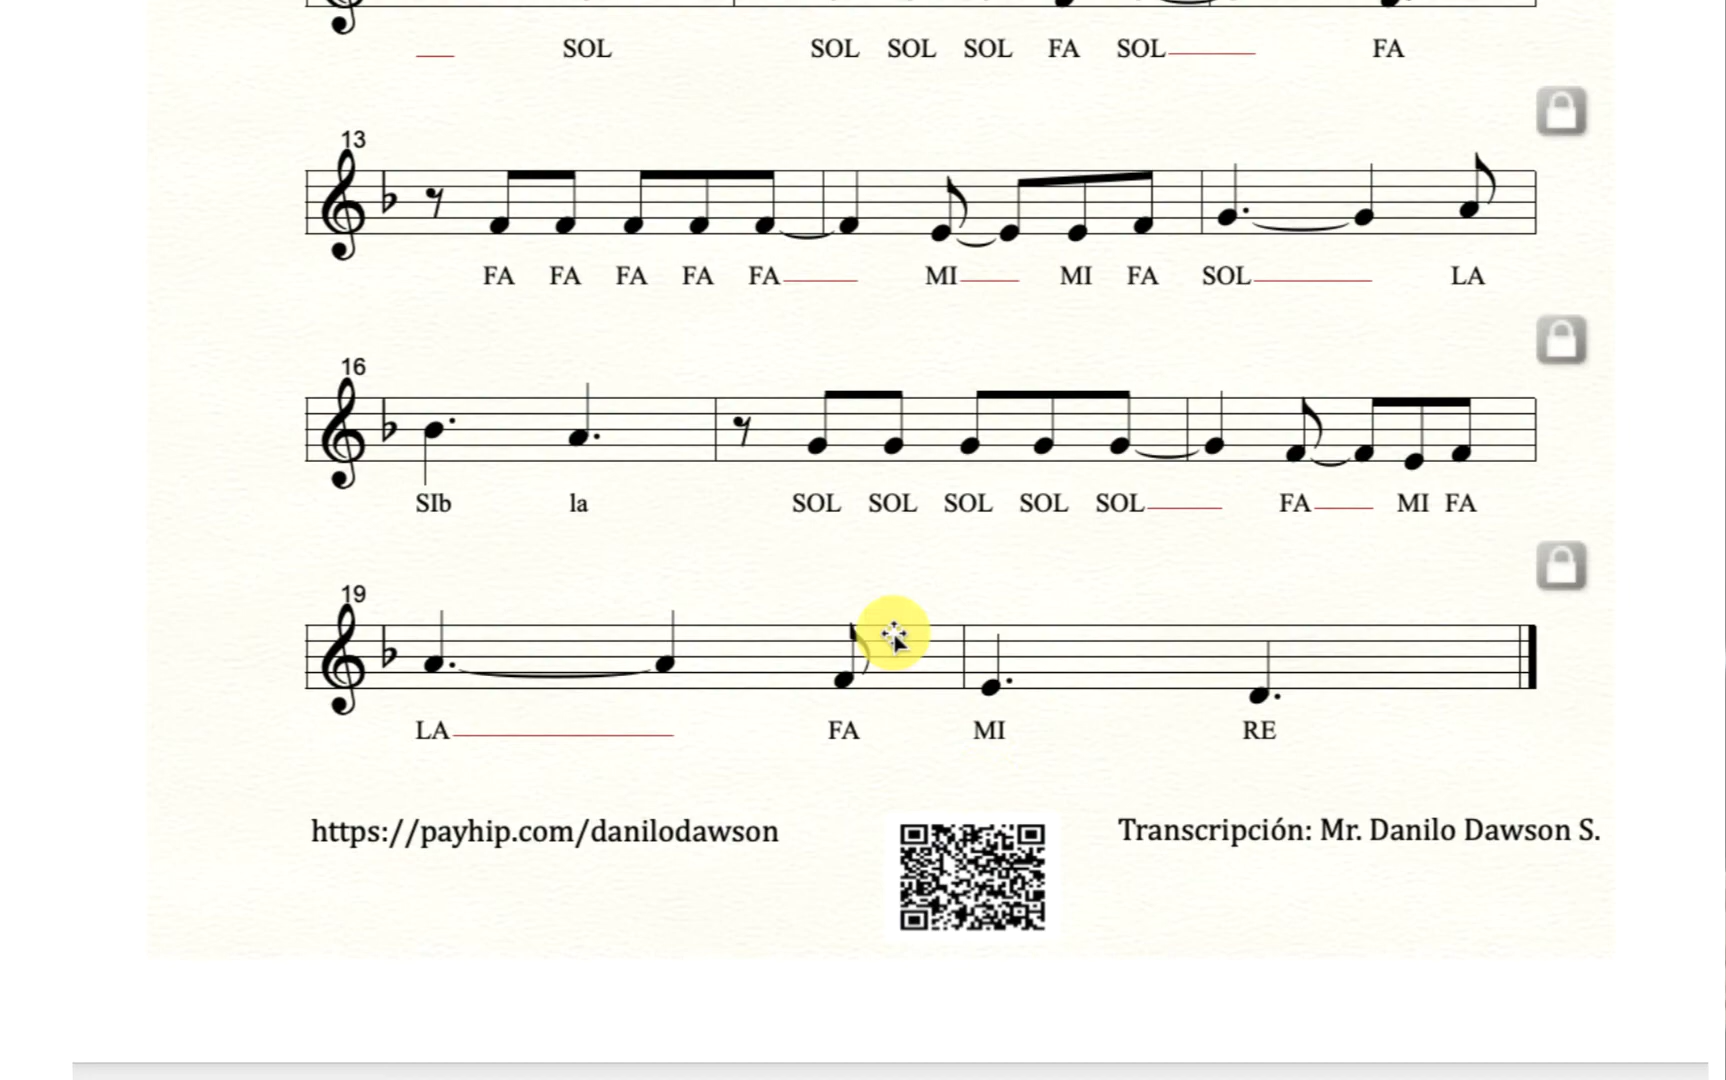 SOL SOL SOL SOL FA SOL FA
13
FA FA FA FA FA MI MI FA SOL LA
16
SIb la SOL SOL SOL SOL SOL FA MI FA
19
LA FA MI RE
https://payhip.com/danilodawson
Transcripción: Mr. Danilo Dawson S.